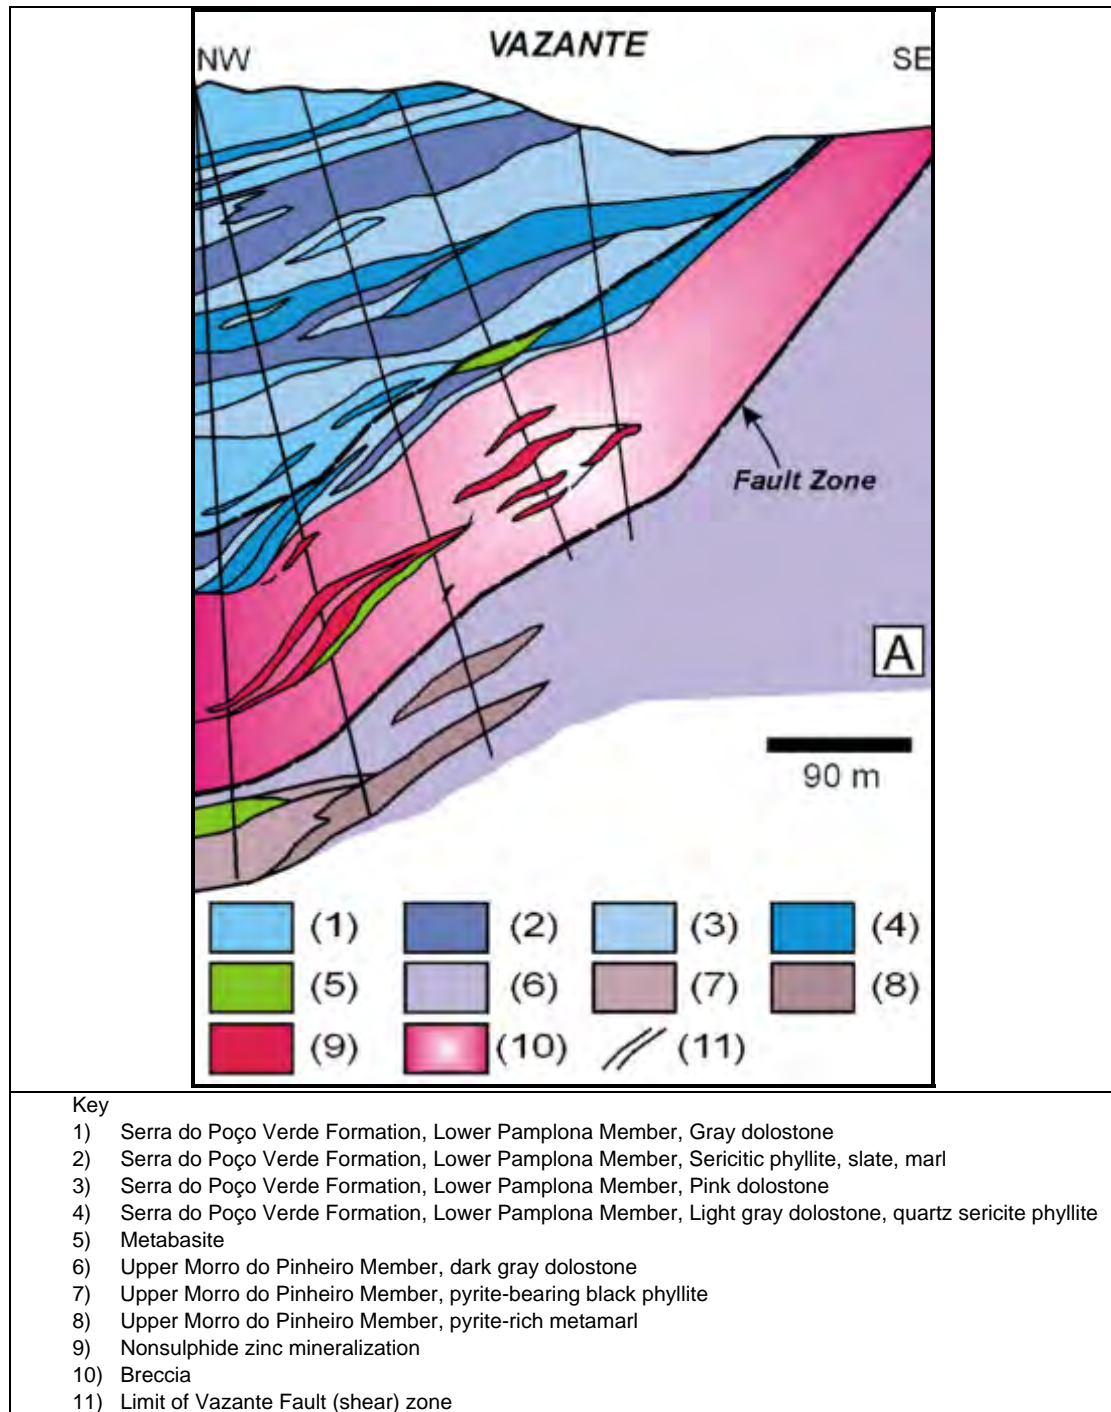 VAZANTE
NW
SE
Fault Zone
A
90 m
(1) (2) (3) (4)
(5) (6) (7) (8)
(9) (10) (11)
Key
1) Serra do Poço Verde Formation, Lower Pamplona Member, Gray dolostone
2) Serra do Poço Verde Formation, Lower Pamplona Member, Sericitic phyllite, slate, marl
3) Serra do Poço Verde Formation, Lower Pamplona Member, Pink dolostone
4) Serra do Poço Verde Formation, Lower Pamplona Member, Light gray dolostone, quartz sericite phyllite
5) Metabasite
6) Upper Morro do Pinheiro Member, dark gray dolostone
7) Upper Morro do Pinheiro Member, pyrite-bearing black phyllite
8) Upper Morro do Pinheiro Member, pyrite-rich metamarl
9) Nonsulphide zinc mineralization
10) Breccia
11) Limit of Vazante Fault (shear) zone